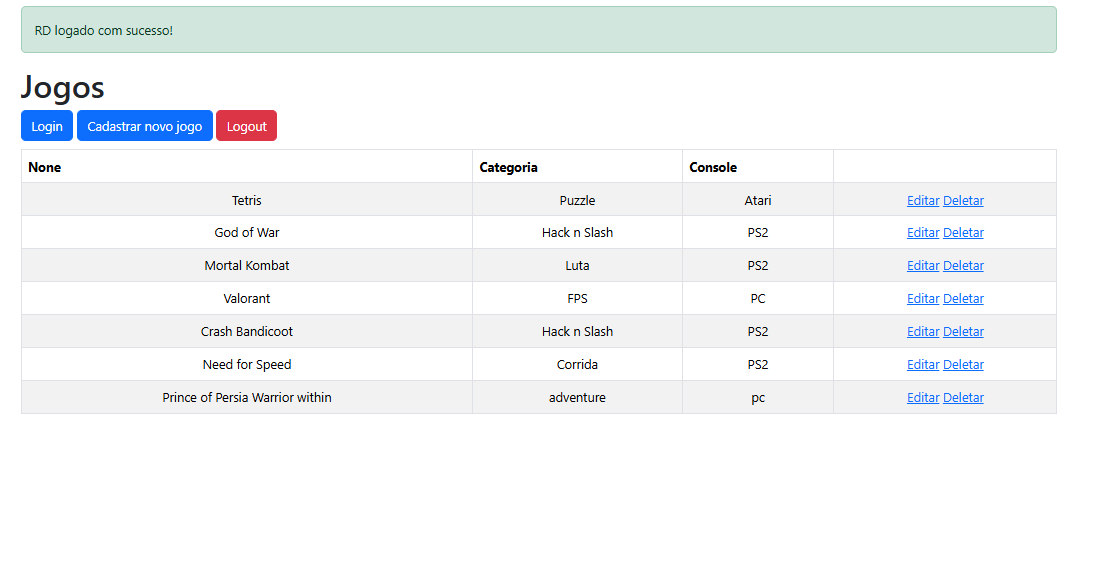 RD logado com sucesso!
Jogos
Login Cadastrar novo jogo Logout
None Categoria Console
Tetris Puzzle Atari Editar Deletar
God of War Hack n Slash PS2 Editar Deletar
Mortal Kombat Luta PS2 Editar Deletar
Valorant FPS PC Editar Deletar
Crash Bandicoot Hack n Slash PS2 Editar Deletar
Need for Speed Corrida PS2 Editar Deletar
Prince of Persia Warrior within adventure pc Editar Deletar